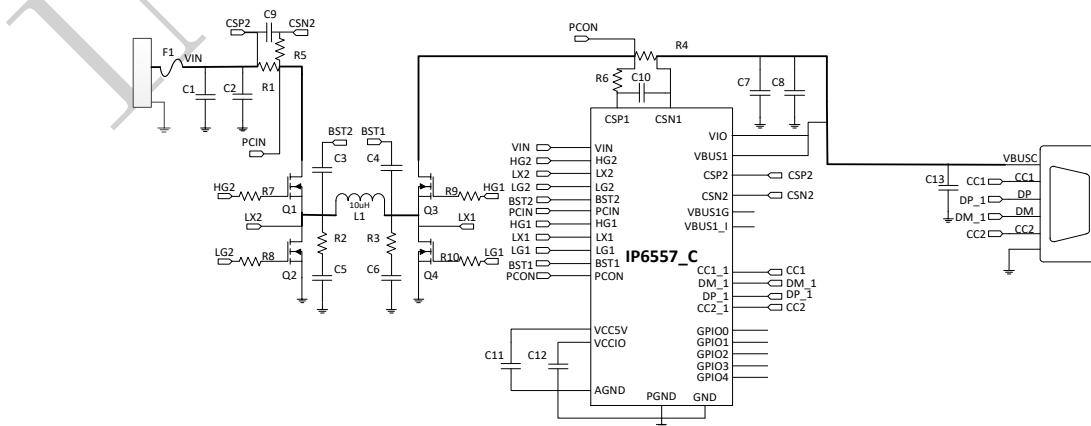 C9
CSP2 CSN2
F1
VIN
R5
C1 C2
R1
PCIN
BST2 BST1
C3 C4
HG2 R7
Q1
LX2
10uH
L1
R9 HG1
Q3
LX1
LG2 R8
Q2
R2 R3
C5 C6
R10 LG1
Q4
PCON
R4
R6 C10
C7 C8
CSP1 CSN1
VIN VIN
HG2 HG2
LX2 LX2
LG2 LG2
BST2 BST2
PCIN PCIN
HG1 HG1
LX1 LX1
LG1 LG1
BST1 BST1
PCON PCON
IP6557_C
VIO
VBUS1
CSP2 CSP2
CSN2 CSN2
VBUS1G
VBUS1_I
CC1_1 CC1
DM_1 DM_1
DP_1 DP_1
CC2_1 CC2
VCC5V
VCCIO
C11 C12
AGND
PGND GND
GPIO0
GPIO1
GPIO2
GPIO3
GPIO4
VBUSC
C13
CC1 CC1
DP_1 DP
DM_1 DM
CC2 CC2